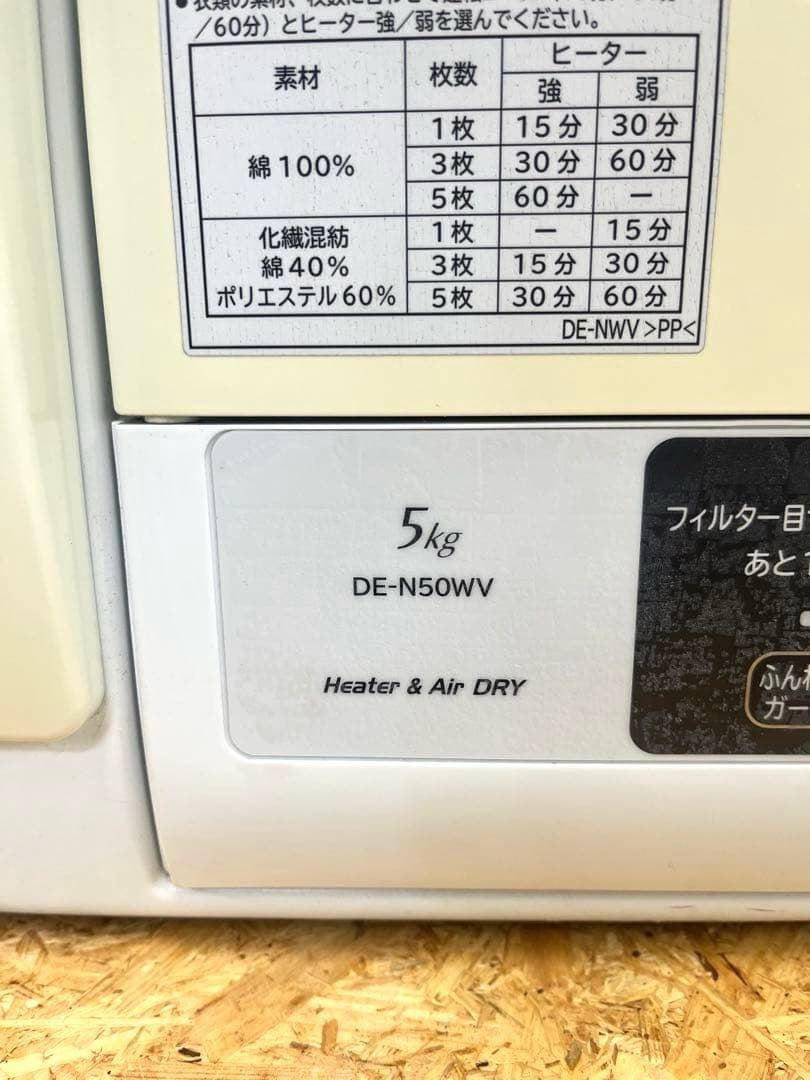 ／60分）とヒーター強／弱を選んでください。
素材 枚数 ヒーター
強 弱
綿100% 1枚 15分 30分
3枚 30分 60分
5枚 60分 ー
化繊混紡 綿40% ポリエステル60% 1枚 ー 15分
3枚 15分 30分
5枚 30分 60分
DE-NWV >PP<
5kg
DE-N50WV
Heater & Air DRY
フィルター目
あと
ふん
ガー